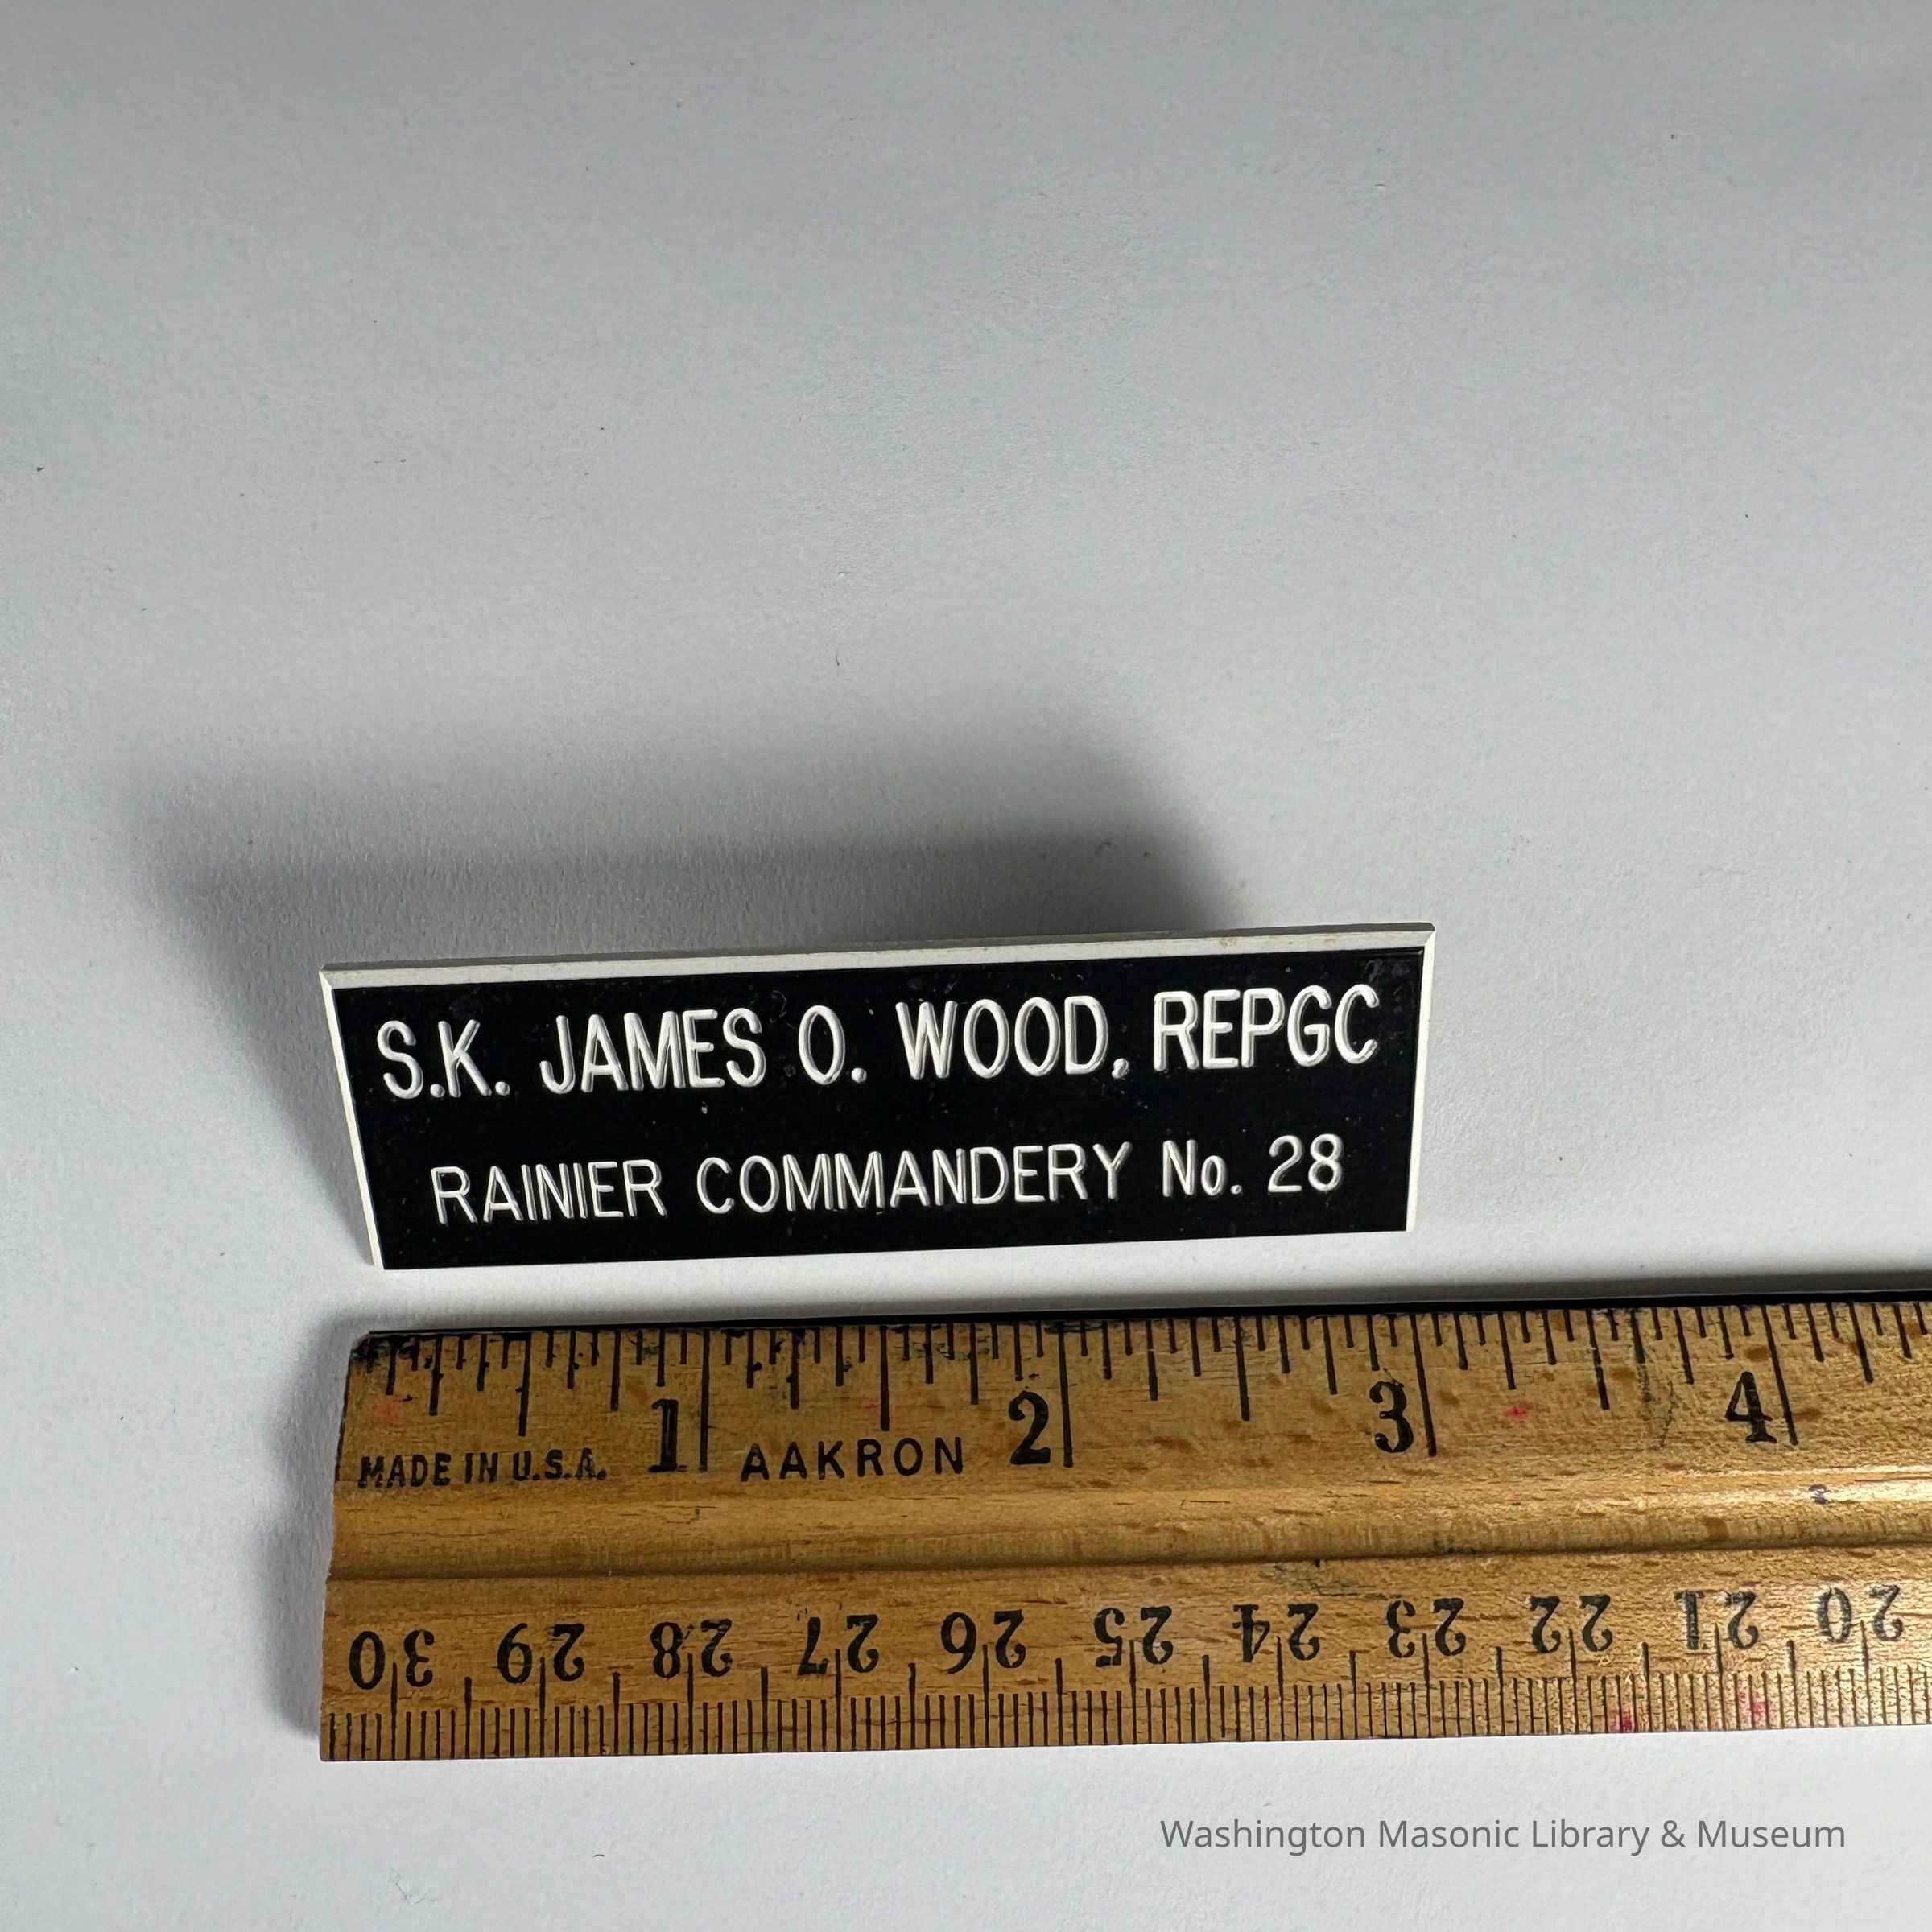 S.K. JAMES O. WOOD, REPGC
RAINIER COMMANDERY No. 28
1 2 3 4
MADE IN U.S.A. AAKRON
30 29 28 27 26 25 24 23 22 21 20
Washington Masonic Library & Museum